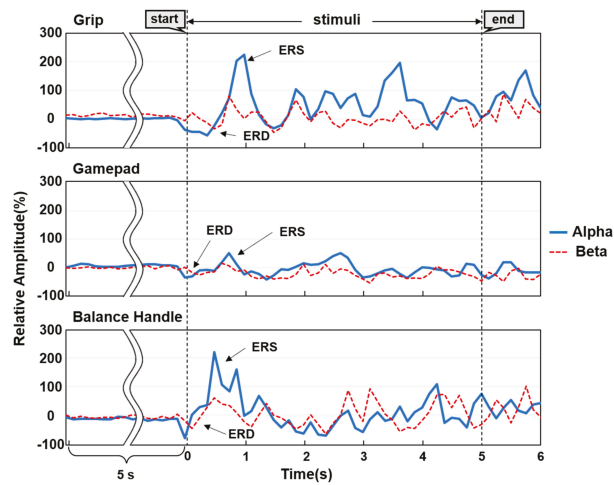 Grip
start
stimuli
end
300
200
100
0
-100
ERS
ERD
Gamepad
300
200
100
0
-100
ERD
ERS
Relative Amplitude(%)
Alpha
Beta
Balance Handle
300
200
100
0
-100
ERS
ERD
0 1 2 3 4 5 6
5 s
Time(s)